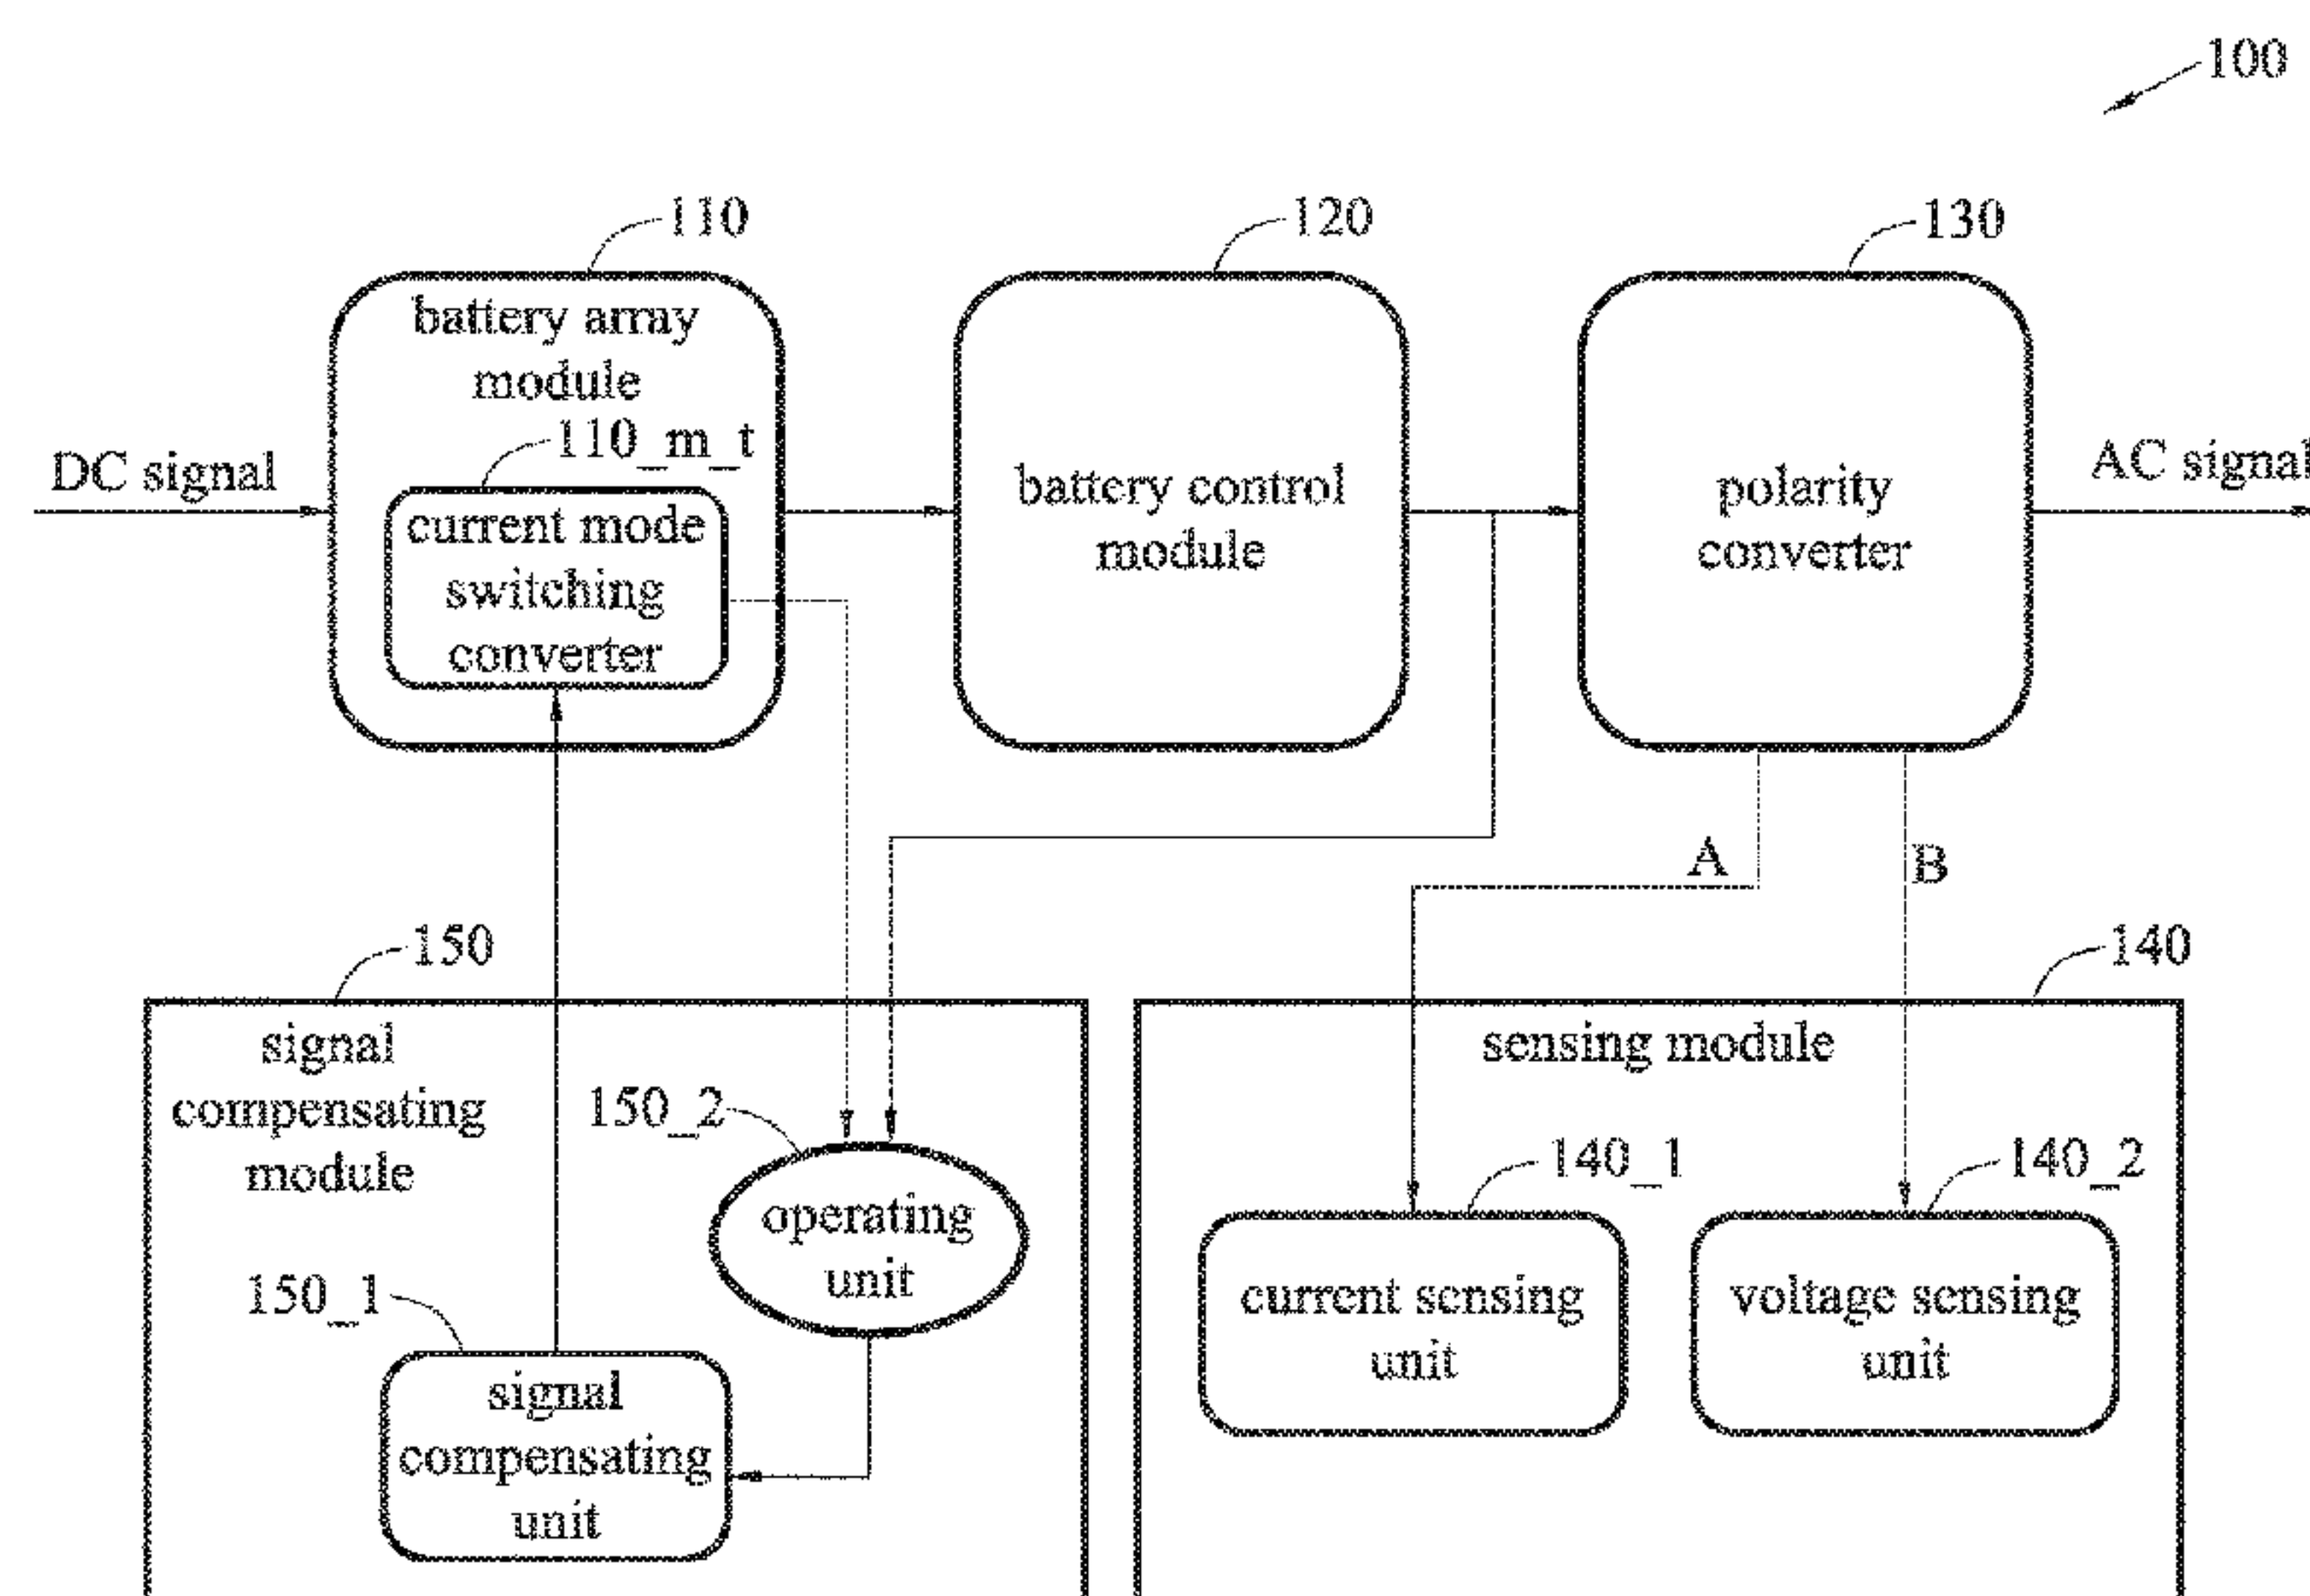 100
110
120
130
battery array
module
110_m_t
DC signal
current mode
switching
converter
battery control
module
polarity
converter
AC signal
A
B
150
140
signal
compensating
module
sensing module
150_2
140_1
140_2
operating
unit
150_1
current sensing
unit
voltage sensing
unit
signal
compensating
unit